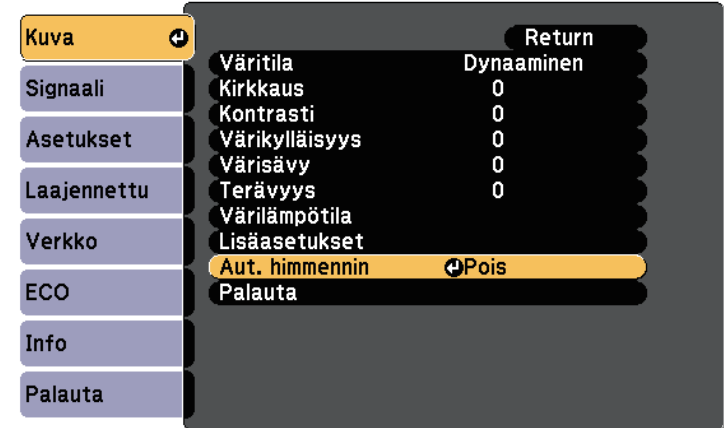 Kuva
Signaali
Asetukset
Laajennettu
Verkko
ECO
Info
Palauta
Return
Väritila Dynaaminen
Kirkkaus 0
Kontrasti 0
Värikylläisyys 0
Värisävy 0
Terävyys 0
Värilämpötila
Lisäasetukset
Aut. himmennin Pois
Palauta